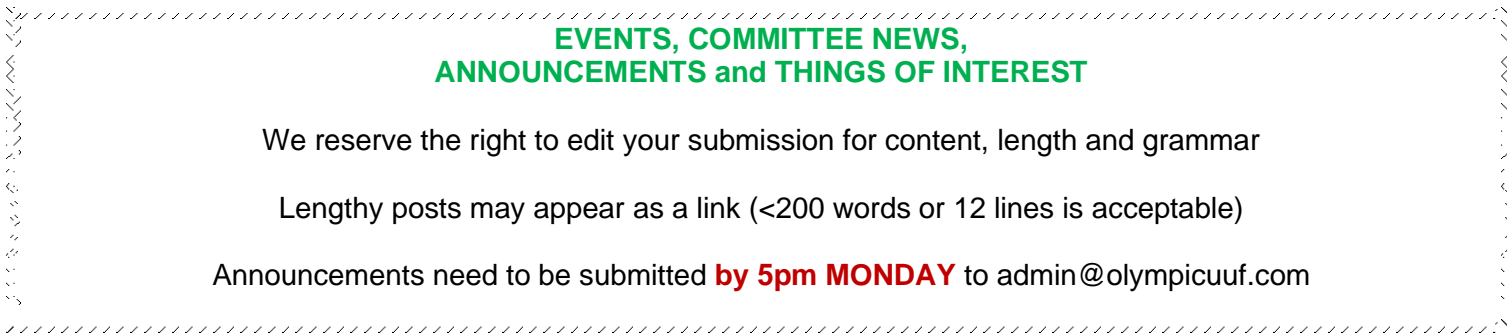 EVENTS, COMMITTEE NEWS,
ANNOUNCEMENTS and THINGS OF INTEREST
We reserve the right to edit your submission for content, length and grammar
Lengthy posts may appear as a link (<200 words or 12 lines is acceptable)
Announcements need to be submitted by 5pm MONDAY to admin@olympicuuf.com